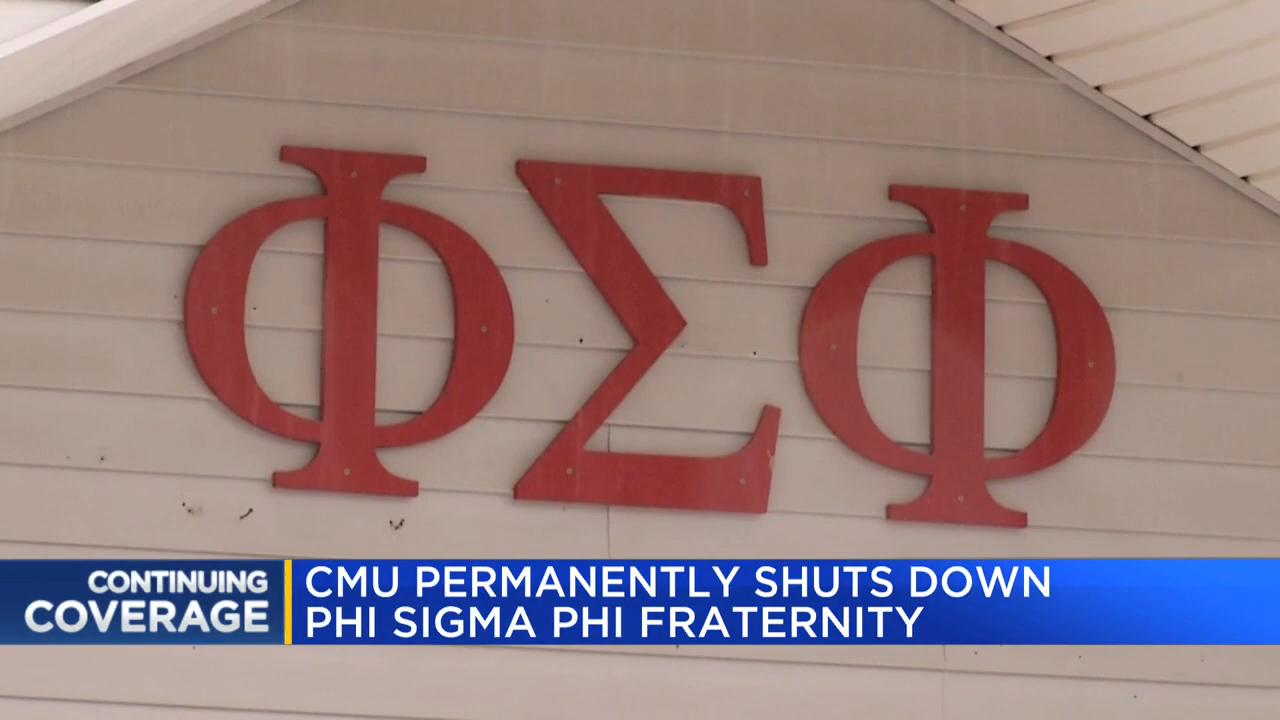 ΦΣΦ
CONTINUING
COVERAGE
CMU PERMANENTLY SHUTS DOWN
PHI SIGMA PHI FRATERNITY